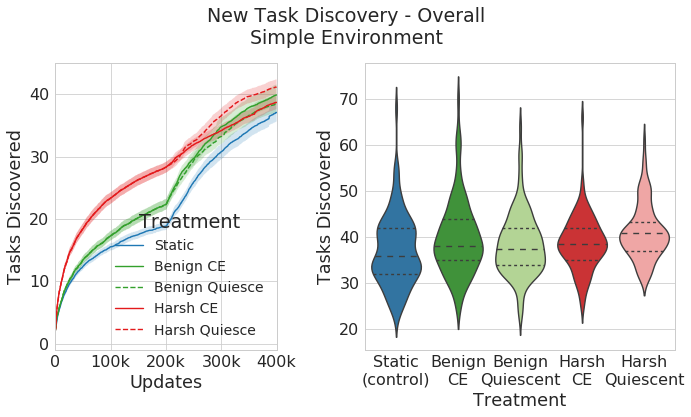 New Task Discovery - Overall
Simple Environment
Tasks Discovered
40
30
20
10
0
Treatment
Static
Benign CE
Benign Quiesce
Harsh CE
Harsh Quiesce
0 100k 200k 300k 400k
Updates
Tasks Discovered
70
60
50
40
30
20
Static Benign Benign Harsh Harsh
(control) CE Quiescent CE Quiescent
Treatment